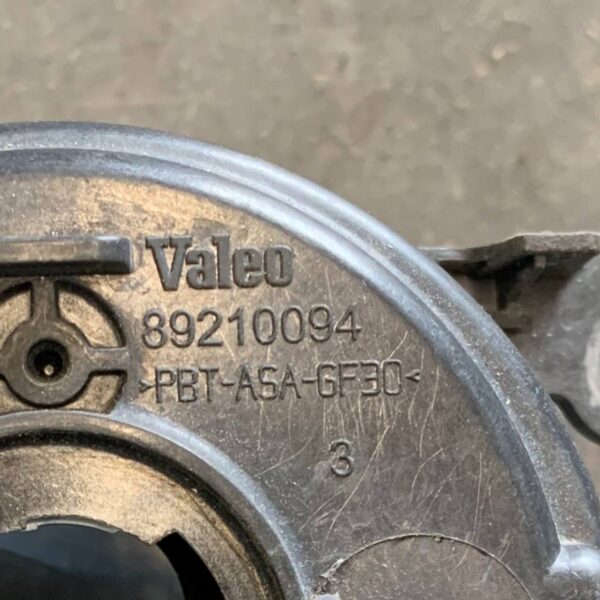 Valeo
89210094
>PBT-ASA-GF30<
3